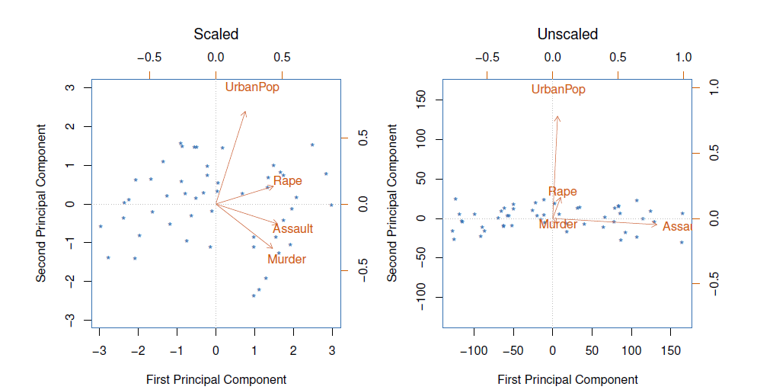 Scaled
−0.5 0.0 0.5
UrbanPop
Rape
Assault
Murder
3
2
1
0
−1
−2
−3
0.5
0.0
−0.5
Second Principal Component
−3 −2 −1 0 1 2 3
First Principal Component
Unscaled
−0.5 0.0 0.5 1.0
UrbanPop
Rape
Murder
Assau
150
100
50
0
−50
−100
1.0
0.5
0.0
−0.5
Second Principal Component
−100 −50 0 50 100 150
First Principal Component